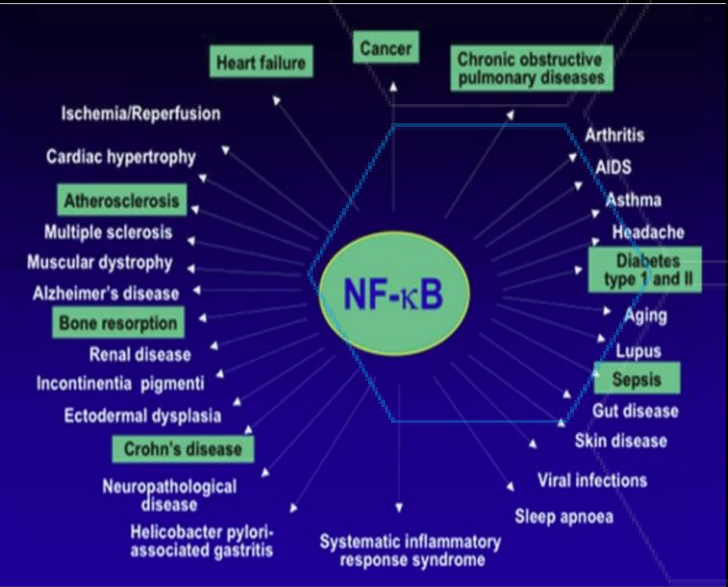 Cancer
Heart failure
Chronic obstructive
pulmonary diseases
Ischemia/Reperfusion
Cardiac hypertrophy
Atherosclerosis
Multiple sclerosis
Muscular dystrophy
Alzheimer's disease
Bone resorption
Renal disease
Incontinentia pigmenti
Ectodermal dysplasia
Crohn's disease
Neuropathological
disease
Helicobacter pylori-
associated gastritis
NF-κB
Arthritis
AIDS
Asthma
Headache
Diabetes
type 1 and II
Aging
Lupus
Sepsis
Gut disease
Skin disease
Viral infections
Sleep apnoea
Systematic inflammatory
response syndrome